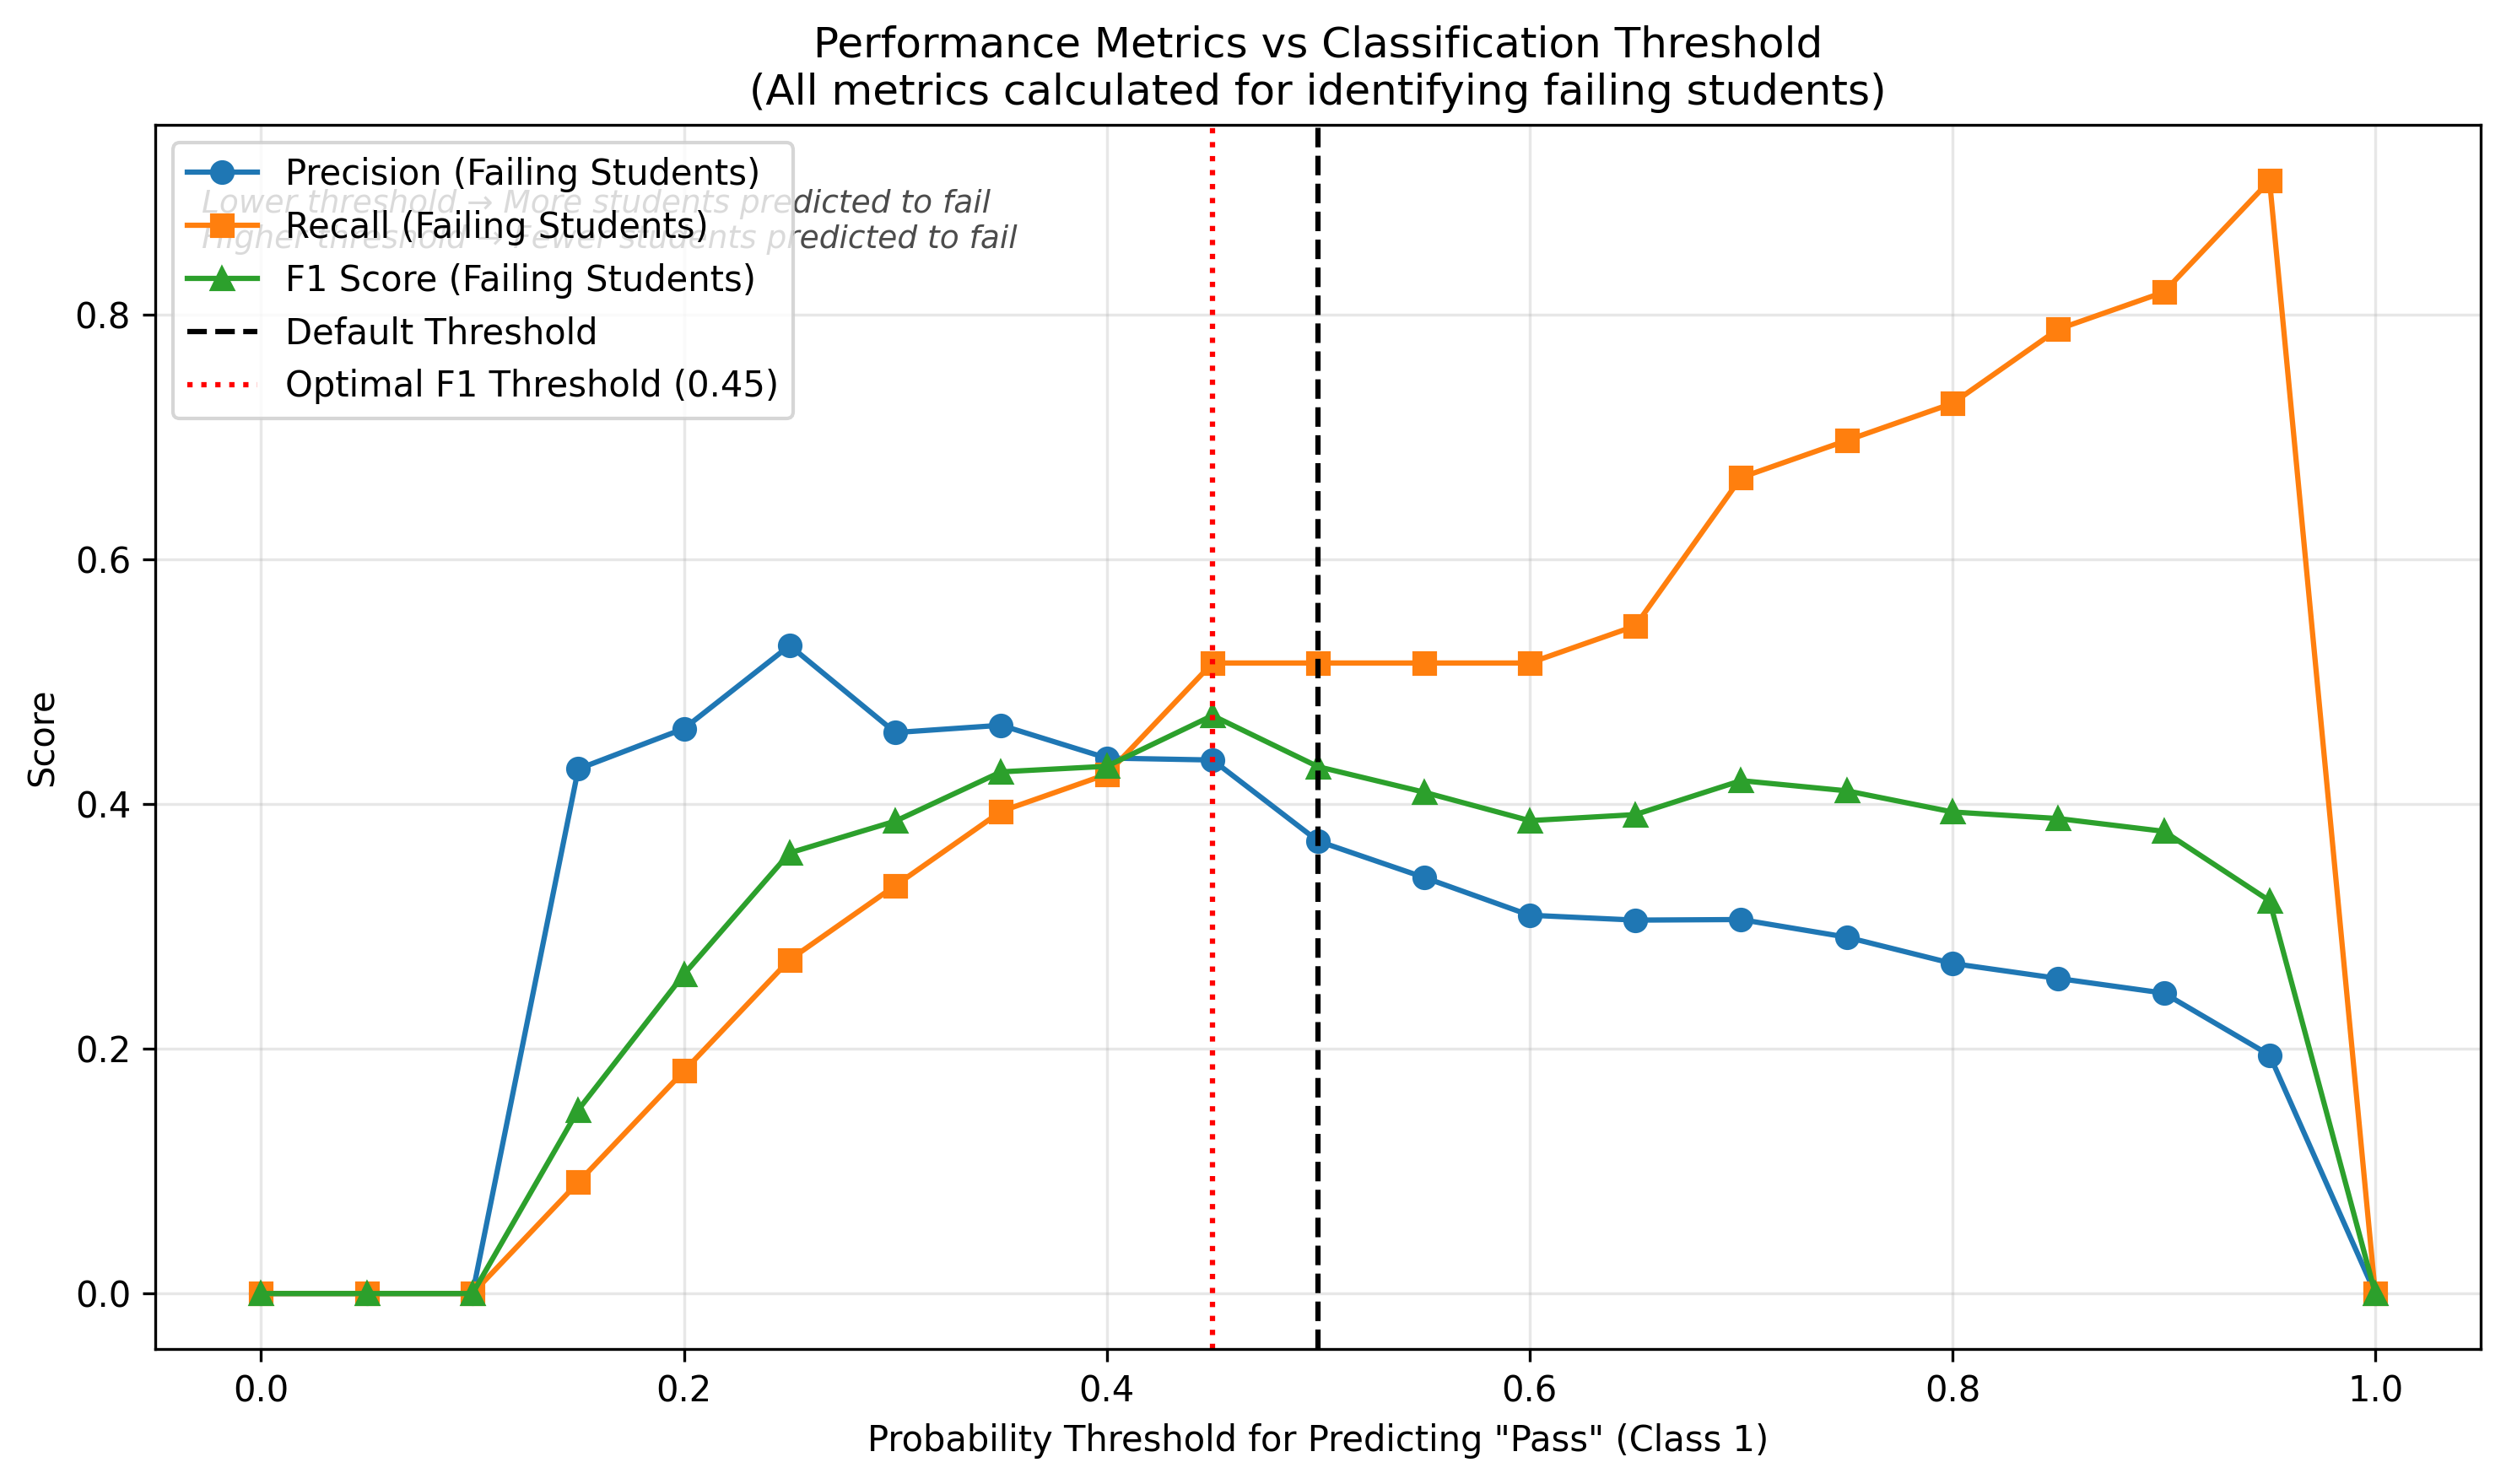 Performance Metrics vs Classification Threshold
(All metrics calculated for identifying failing students)
Precision (Failing Students)
Lower threshold → More students predicted to fail
Recall (Failing Students)
Higher threshold → Fewer students predicted to fail
F1 Score (Failing Students)
Default Threshold
Optimal F1 Threshold (0.45)
Score
0.8
0.6
0.4
0.2
0.0
0.0 0.2 0.4 0.6 0.8 1.0
Probability Threshold for Predicting "Pass" (Class 1)